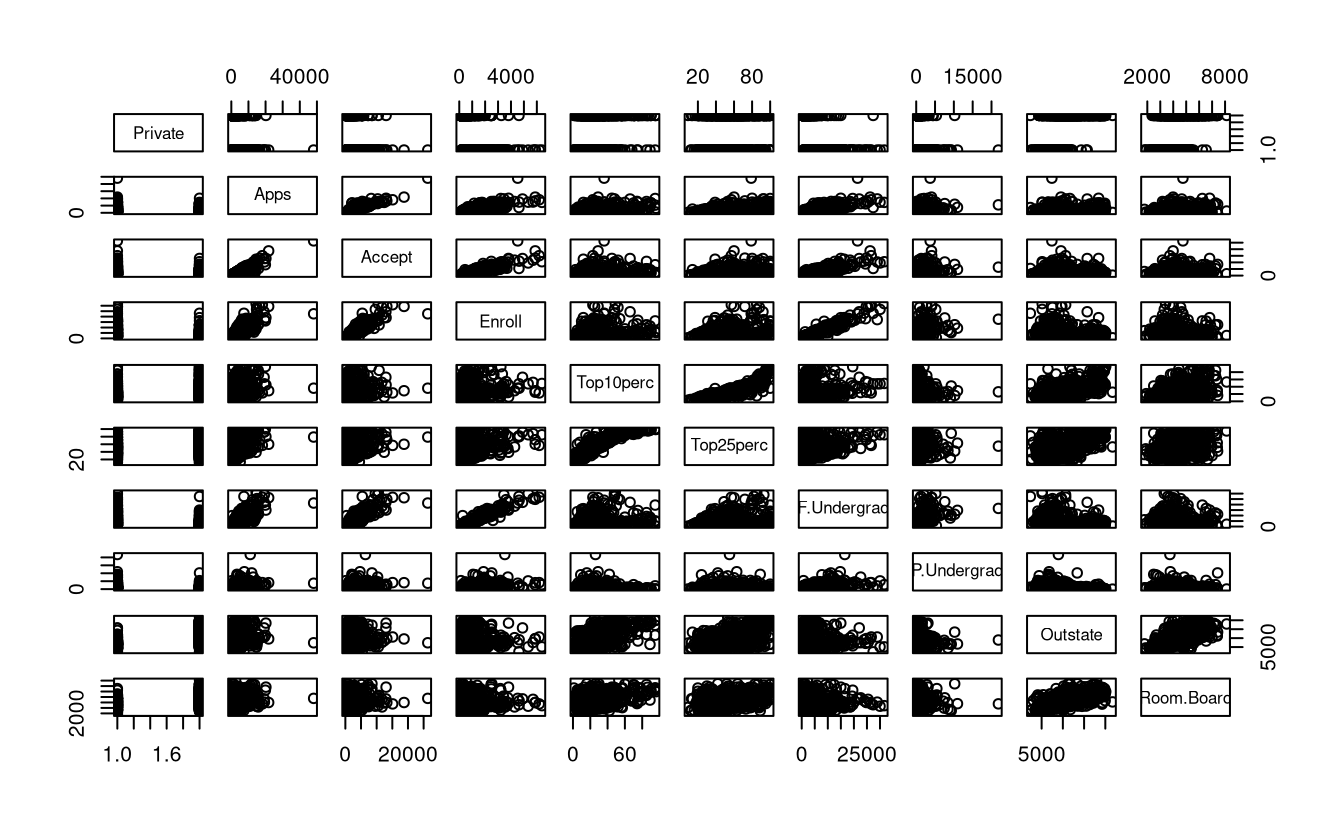 0 40000 0 4000 20 80 0 15000 2000 8000
Private 1.0
0 Apps
Accept 0
0 Enroll
Top10perc 0
20 Top25perc
F.Undergrad 0
0 P.Undergrad
Outstate 5000
2000 Room.Board
1.0 1.6 0 20000 0 60 0 25000 5000